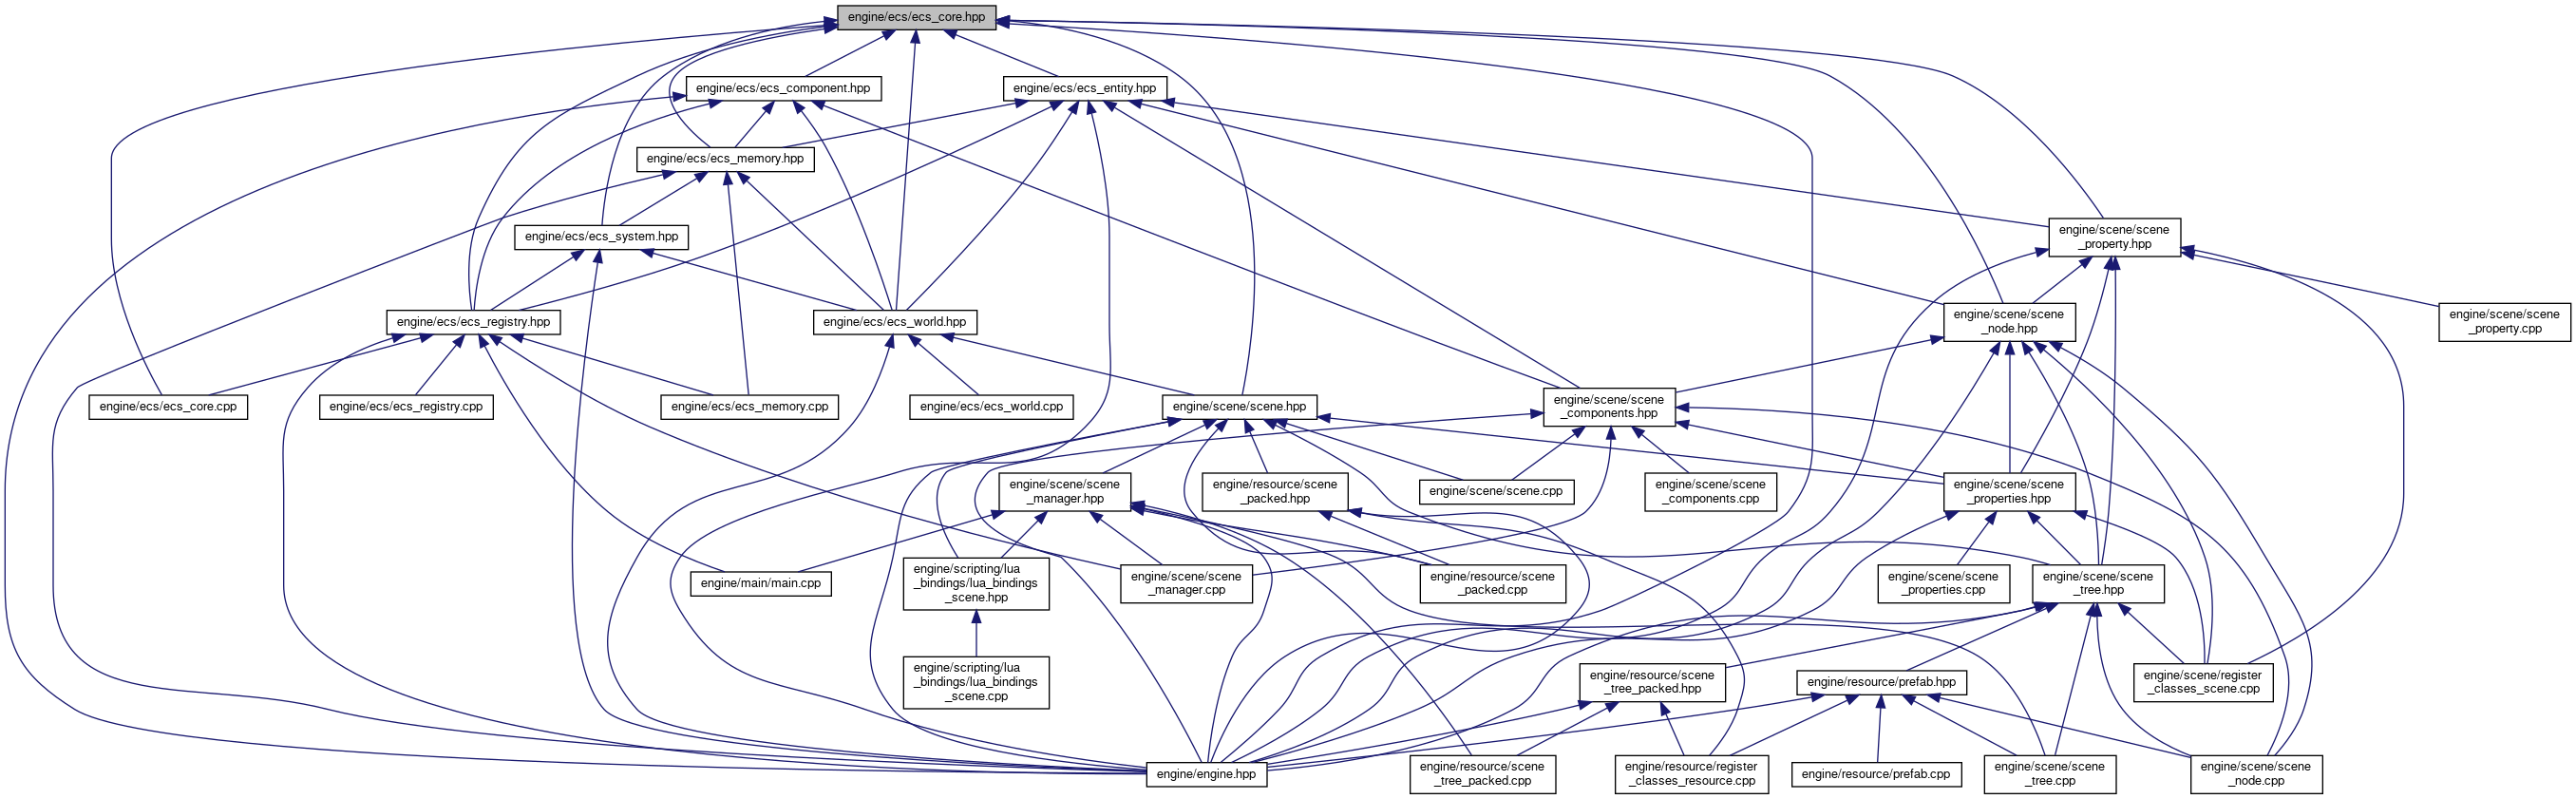 engine/ecs/ecs_core.hpp
engine/ecs/ecs_component.hpp
engine/ecs/ecs_entity.hpp
engine/ecs/ecs_memory.hpp
engine/ecs/ecs_system.hpp
engine/scene/scene
_property.hpp
engine/ecs/ecs_registry.hpp
engine/ecs/ecs_world.hpp
engine/scene/scene
_node.hpp
engine/scene/scene
_property.cpp
engine/ecs/ecs_core.cpp
engine/ecs/ecs_registry.cpp
engine/ecs/ecs_memory.cpp
engine/ecs/ecs_world.cpp
engine/scene/scene.hpp
engine/scene/scene
_components.hpp
engine/scene/scene
_manager.hpp
engine/resource/scene
_packed.hpp
engine/scene/scene.cpp
engine/scene/scene
_components.cpp
engine/scene/scene
_properties.hpp
engine/main/main.cpp
engine/scripting/lua
_bindings/lua_bindings
_scene.hpp
engine/scene/scene
_manager.cpp
engine/resource/scene
_packed.cpp
engine/scene/scene
_properties.cpp
engine/scene/scene
_tree.hpp
engine/scripting/lua
_bindings/lua_bindings
_scene.cpp
engine/resource/scene
_tree_packed.hpp
engine/resource/prefab.hpp
engine/scene/register
_classes_scene.cpp
engine/engine.hpp
engine/resource/scene
_tree_packed.cpp
engine/resource/register
_classes_resource.cpp
engine/resource/prefab.cpp
engine/scene/scene
_tree.cpp
engine/scene/scene
_node.cpp